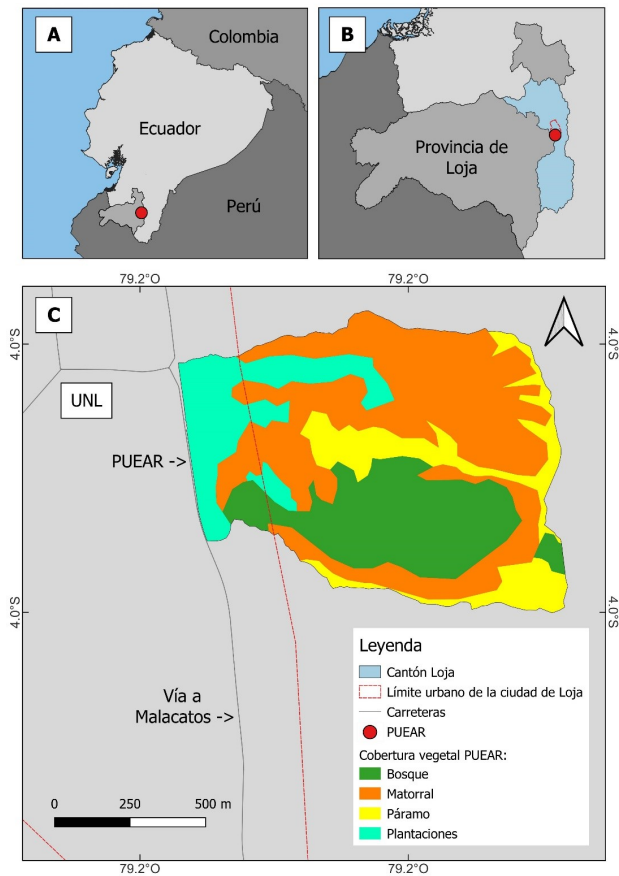 A
Colombia
Ecuador
Perú
B
Provincia de
Loja
79.2°O
79.2°O
C
4.0°S
4.0°S
UNL
PUEAR ->
4.0°S
4.0°S
Vía a
Malacatos ->
Leyenda
Cantón Loja
Límite urbano de la ciudad de Loja
Carreteras
PUEAR
Cobertura vegetal PUEAR:
Bosque
Matorral
Páramo
Plantaciones
0 250 500 m
79.2°O
79.2°O